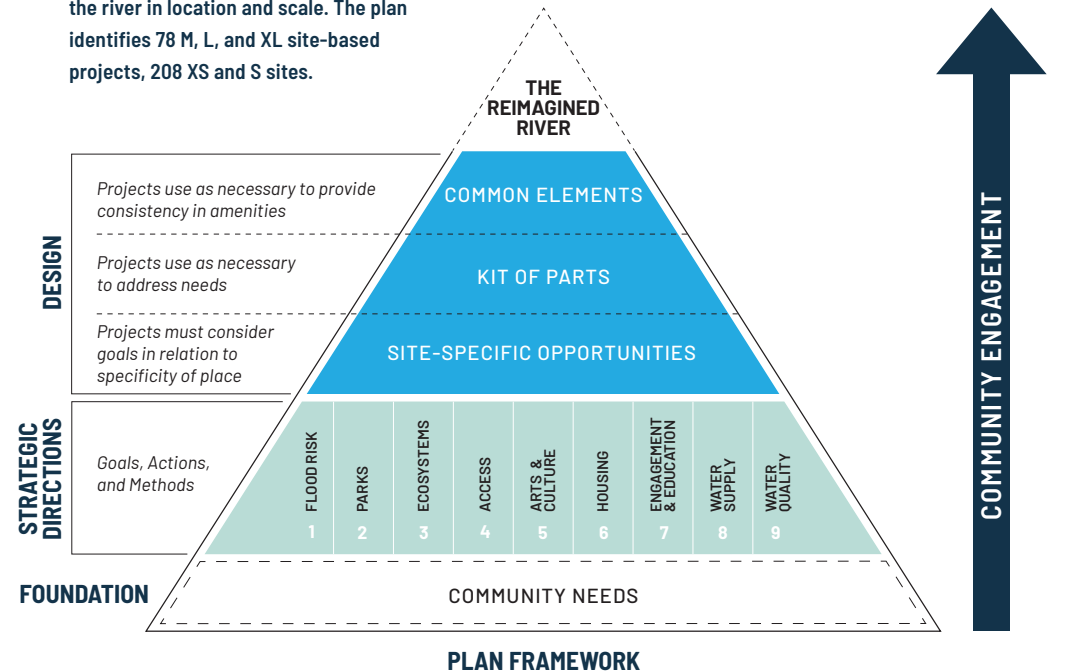 the river in location and scale. The plan
identifies 78 M, L, and XL site-based
projects, 208 XS and S sites.
THE
REIMAGINED
RIVER
DESIGN
Projects use as necessary to provide
consistency in amenities
COMMON ELEMENTS
Projects use as necessary
to address needs
KIT OF PARTS
Projects must consider
goals in relation to
specificity of place
SITE-SPECIFIC OPPORTUNITIES
STRATEGIC
DIRECTIONS
Goals, Actions,
and Methods
FLOOD RISK
1
PARKS
2
ECOSYSTEMS
3
ACCESS
4
ARTS &
CULTURE
5
HOUSING
6
ENGAGEMENT
& EDUCATION
7
WATER
SUPPLY
8
WATER
QUALITY
9
FOUNDATION
COMMUNITY NEEDS
COMMUNITY ENGAGEMENT
PLAN FRAMEWORK